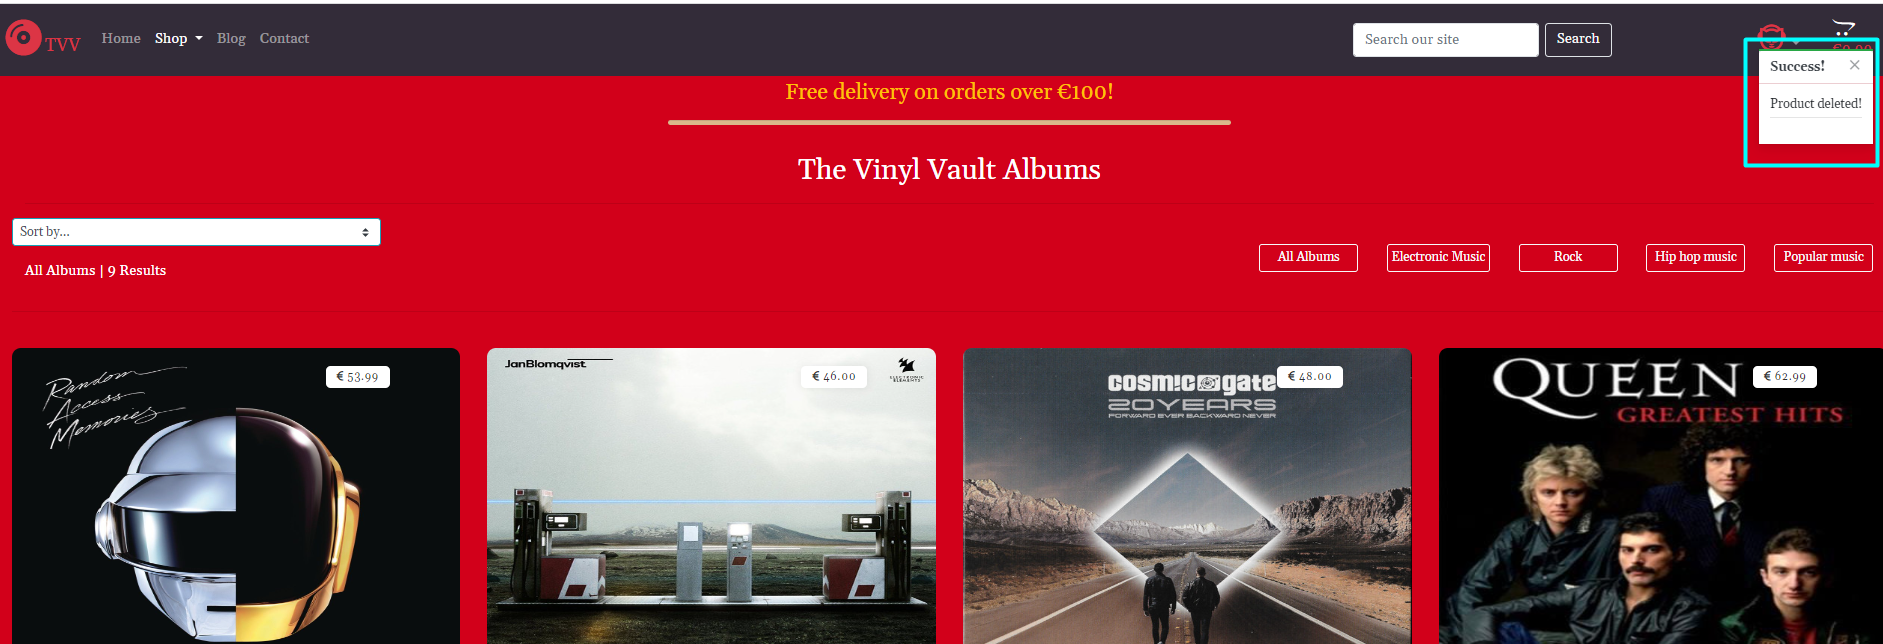 TVV
Home
Shop
Blog
Contact
Search our site
Search
Success!
Product deleted!
Free delivery on orders over €100!
The Vinyl Vault Albums
Sort by...
All Albums | 9 Results
All Albums
Electronic Music
Rock
Hip hop music
Popular music
Random
Access
Memories
€ 53.99
JanBlomqvist
€ 46.00
ELECTRONIC
ELEMENTS
cosmic gate
20YEARS
FORWARD EVER BACKWARD NEVER
€ 48.00
QUEEN
GREATEST HITS
€ 62.99